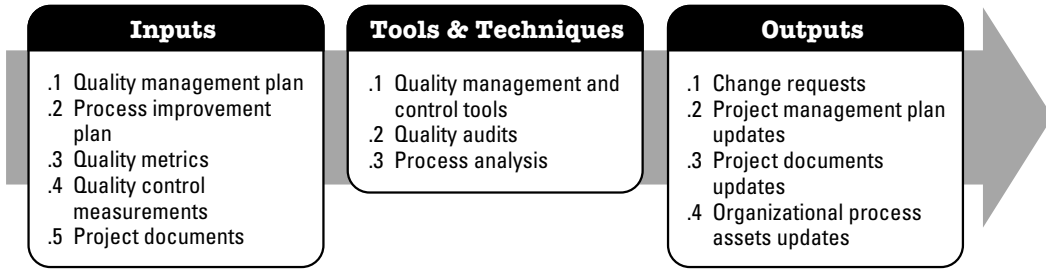 Inputs
.1 Quality management plan
.2 Process improvement
plan
.3 Quality metrics
.4 Quality control
measurements
.5 Project documents
Tools & Techniques
.1 Quality management and
control tools
.2 Quality audits
.3 Process analysis
Outputs
.1 Change requests
.2 Project management plan
updates
.3 Project documents
updates
.4 Organizational process
assets updates